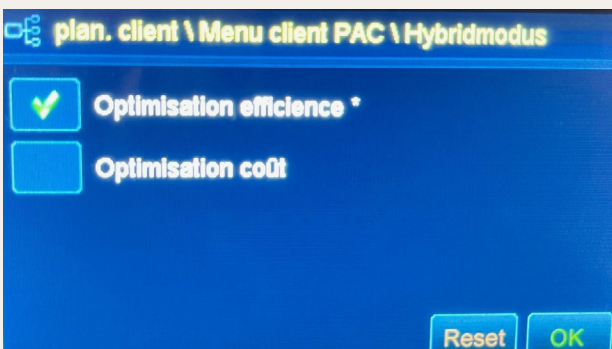 plan. client \ Menu client PAC \ Hybridmodus
Optimisation efficience *
Optimisation coût
Reset OK